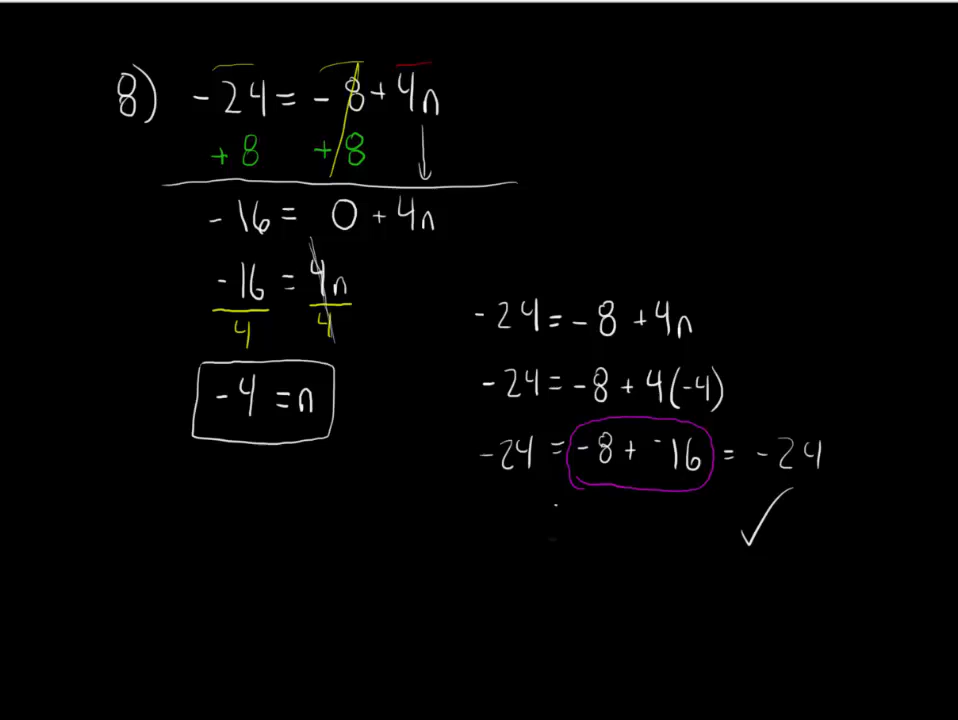 8) -24 = -8 + 4n
+ 8 + 8
-16 = 0 + 4n
-16 = 4n
4 4
-4 = n
-24 = -8 + 4n
-24 = -8 + 4(-4)
-24 = -8 + -16 = -24